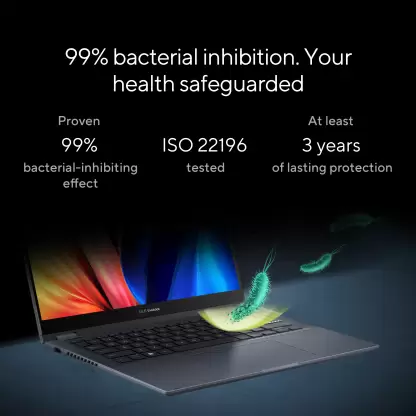 99% bacterial inhibition. Your
health safeguarded
Proven
99%
bacterial-inhibiting
effect
ISO 22196
tested
At least
3 years
of lasting protection